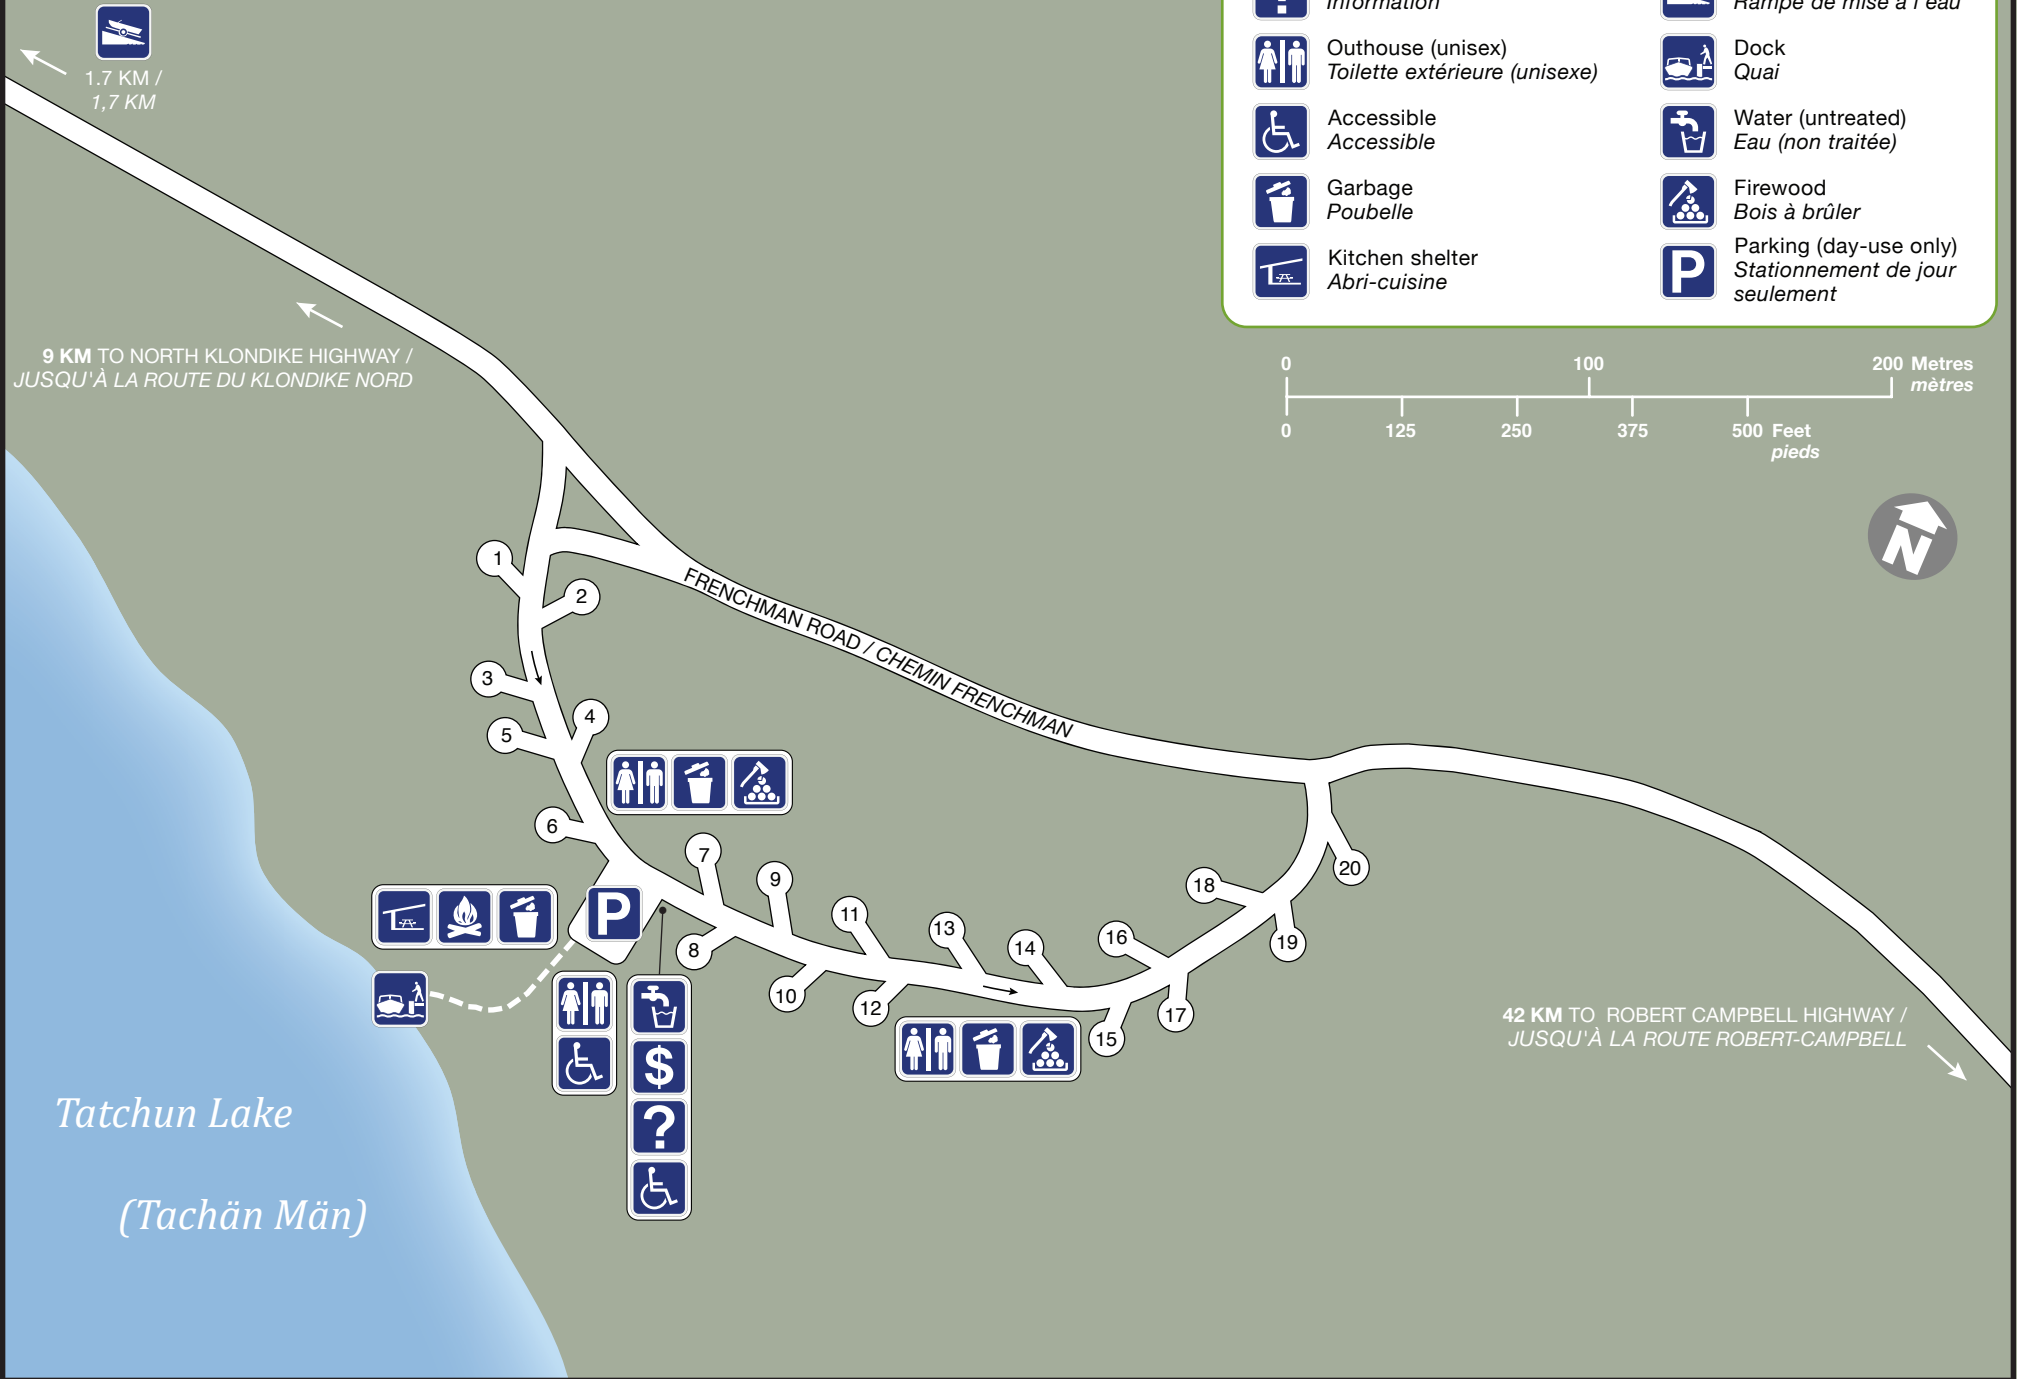 Information
Rampe de mise à l'eau
Outhouse (unisex)
Toilette extérieure (unisexe)
Dock
Quai
Accessible
Accessible
Water (untreated)
Eau (non traitée)
Garbage
Poubelle
Firewood
Bois à brûler
Kitchen shelter
Abri-cuisine
P
Parking (day-use only)
Stationnement de jour
seulement
1.7 KM /
1,7 KM
9 KM TO NORTH KLONDIKE HIGHWAY /
JUSQU'À LA ROUTE DU KLONDIKE NORD
0 100 200 Metres
mètres
0 125 250 375 500 Feet
pieds
N
1
2
3
4
5
6
7
8
9
10
11
12
13
14
15
16
17
18
19
20
FRENCHMAN ROAD / CHEMIN FRENCHMAN
P
$
?
42 KM TO ROBERT CAMPBELL HIGHWAY /
JUSQU'À LA ROUTE ROBERT-CAMPBELL
Tatchun Lake
(Tachän Män)